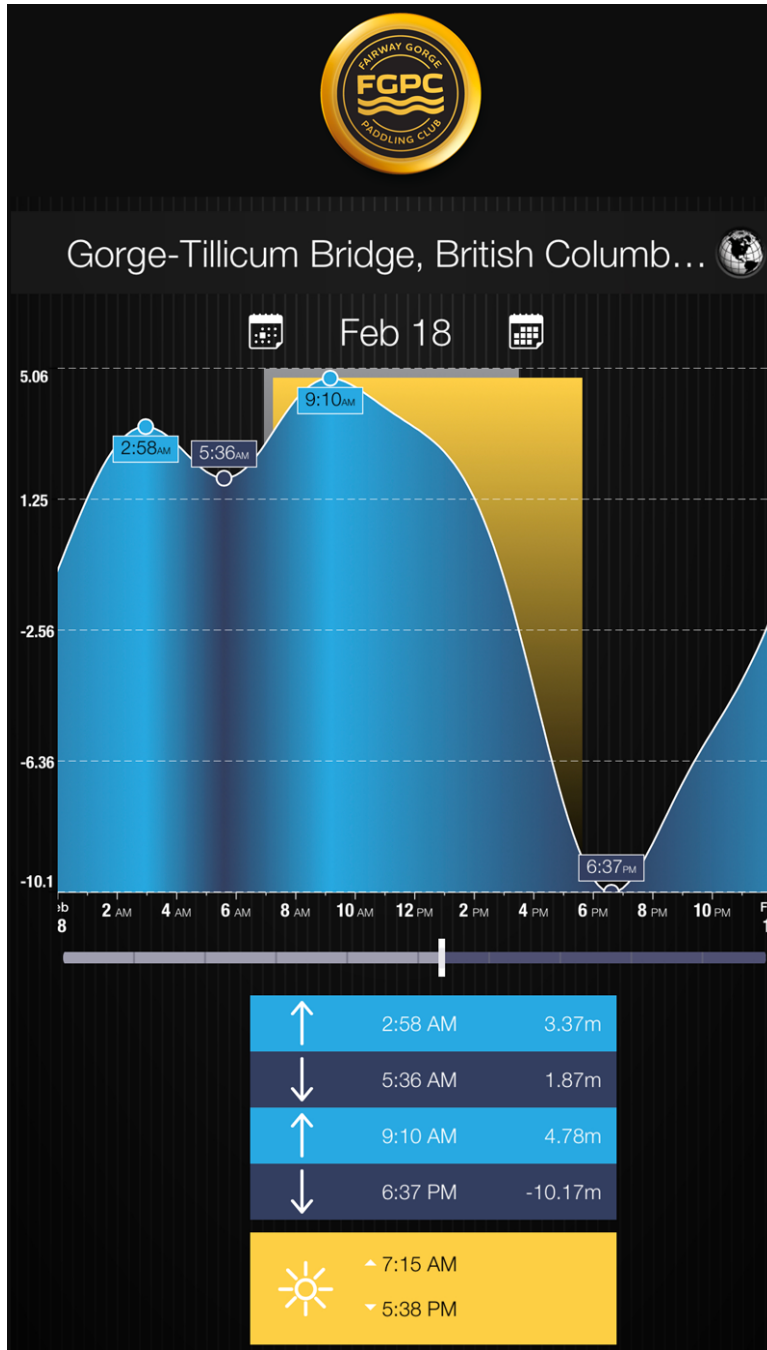 FAIRWAY GORGE
FGPC
PADDLING CLUB
Gorge-Tillicum Bridge, British Columb...
Feb 18
5.06
9:10AM
2:58AM
5:36AM
1.25
-2.56
-6.36
6:37PM
-10.1
2 AM 4 AM 6 AM 8 AM 10 AM 12 PM 2 PM 4 PM 6 PM 8 PM 10 PM
2:58 AM 3.37m
5:36 AM 1.87m
9:10 AM 4.78m
6:37 PM -10.17m
7:15 AM
5:38 PM